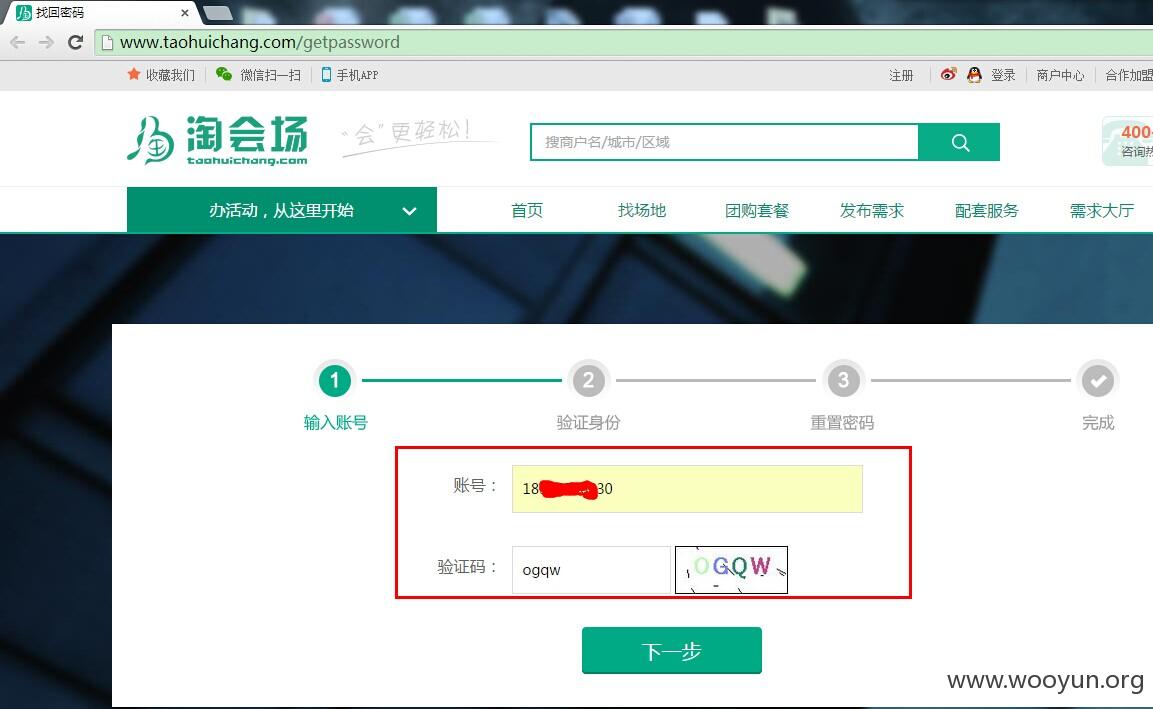 找回密码
www.taohuichang.com/getpassword
收藏我们 微信扫一扫 手机APP 注册 登录 商户中心 合作加盟
淘会场
taohuichang.com
“会”更轻松!
搜商户名/城市/区域
400-
咨询热
办活动，从这里开始 首页 找场地 团购套餐 发布需求 配套服务 需求大厅
1 2 3
输入账号 验证身份 重置密码 完成
账号： 18 30
验证码： ogqw OGQW
下一步
www.wooyun.org